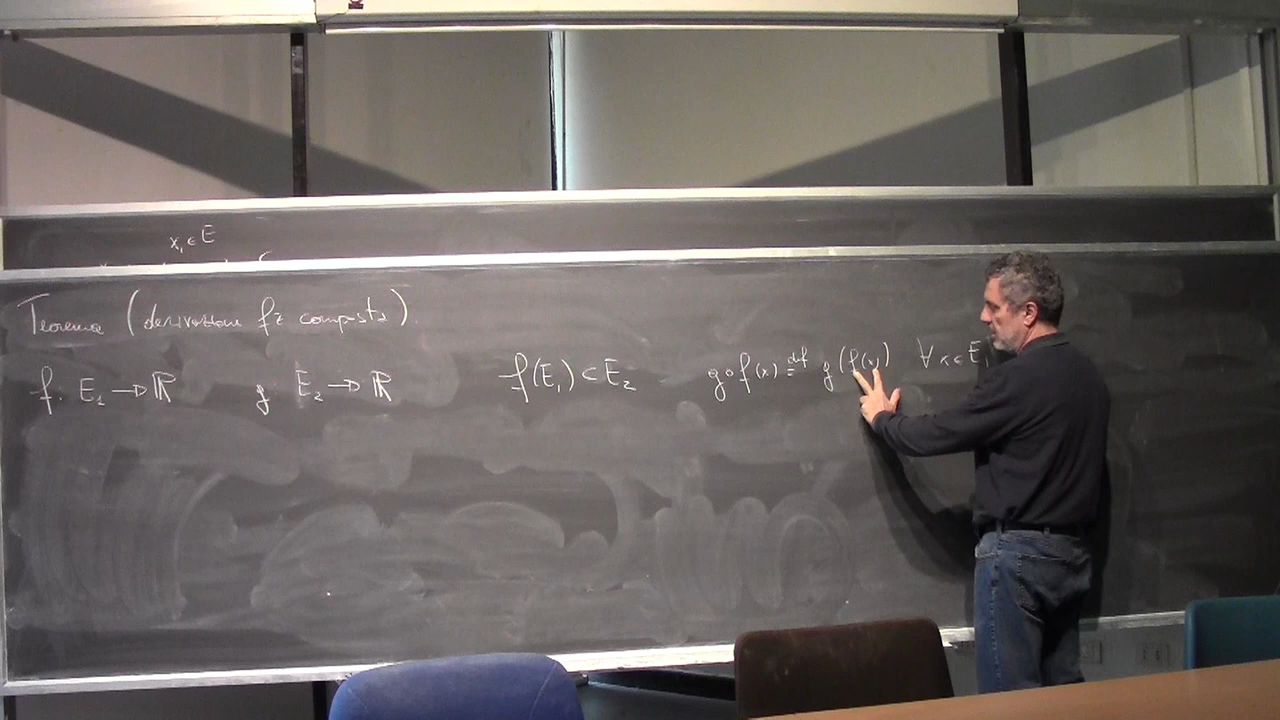 x₁ ∈ E
Teorema (derivazione fz composta).
f: E₁ → ℝ g: E₂ → ℝ f(E₁) ⊂ E₂ g∘f(x) def= g(f(x)) ∀ x ∈ E₁